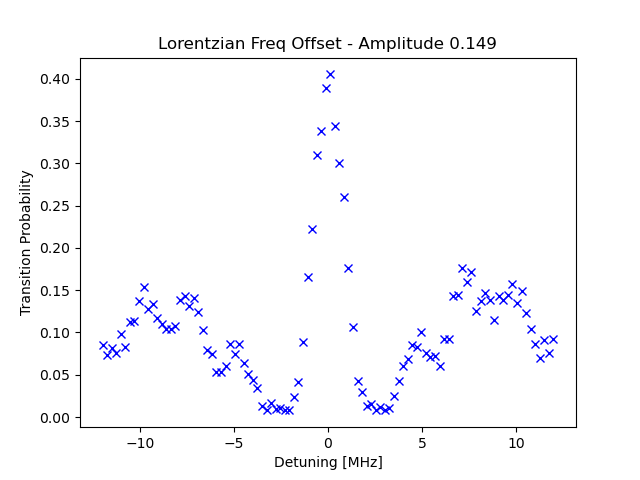 Lorentzian Freq Offset - Amplitude 0.149
0.40
0.35
0.30
0.25
0.20
0.15
0.10
0.05
0.00
Transition Probability
−10 −5 0 5 10
Detuning [MHz]